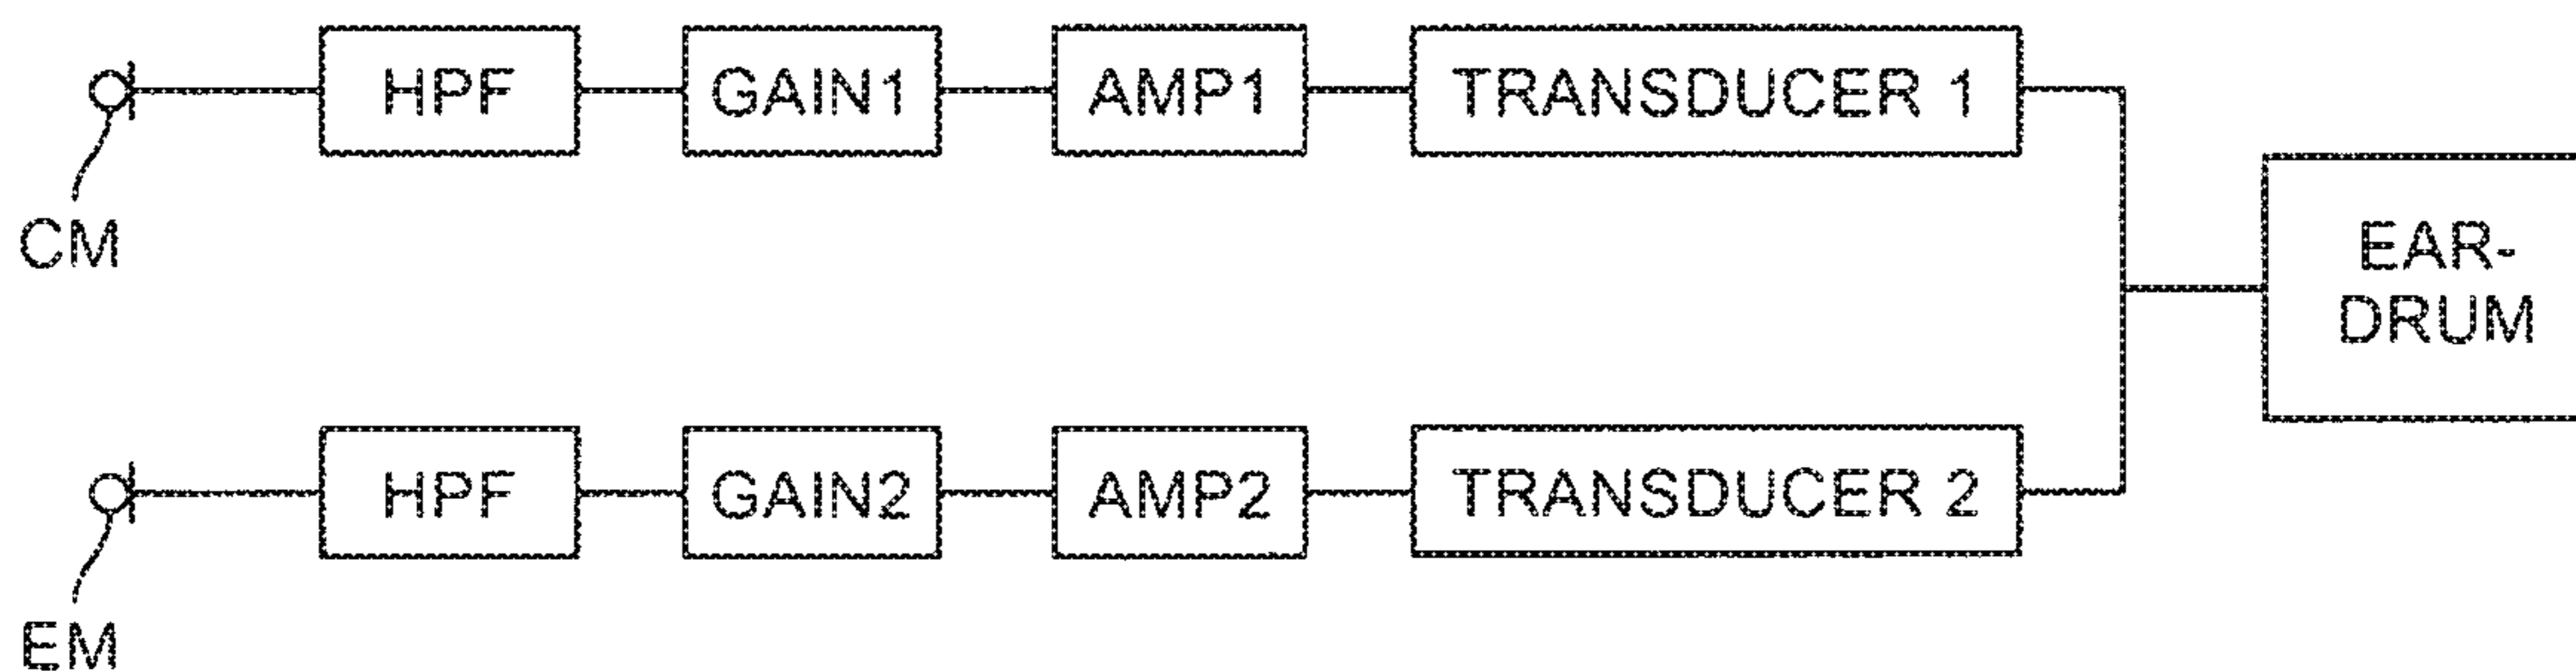 HPF GAIN1 AMP1 TRANSDUCER 1
CM
EAR-
DRUM
HPF GAIN2 AMP2 TRANSDUCER 2
EM